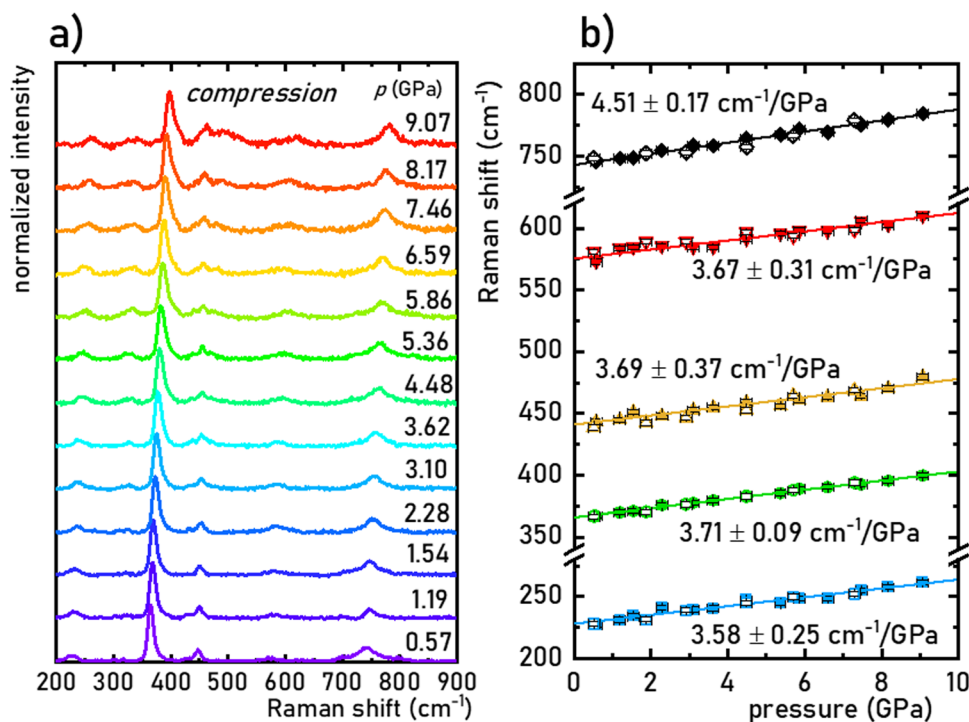 a)
normalized intensity
compression
p (GPa)
9.07
8.17
7.46
6.59
5.86
5.36
4.48
3.62
3.10
2.28
1.54
1.19
0.57
200 300 400 500 600 700 800 900
Raman shift (cm⁻¹)
b)
Raman shift (cm⁻¹)
800
750
600
550
500
450
400
350
250
200
4.51 ± 0.17 cm⁻¹/GPa
3.67 ± 0.31 cm⁻¹/GPa
3.69 ± 0.37 cm⁻¹/GPa
3.71 ± 0.09 cm⁻¹/GPa
3.58 ± 0.25 cm⁻¹/GPa
0 2 4 6 8 10
pressure (GPa)